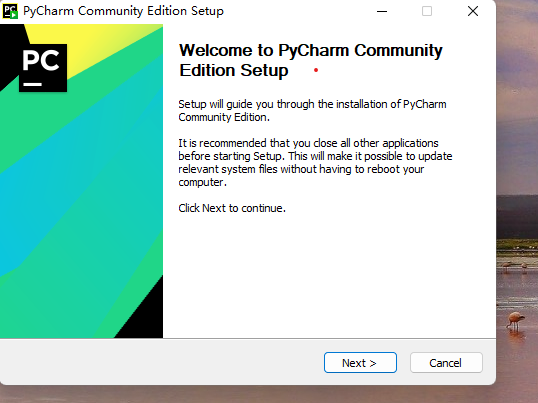 PyCharm Community Edition Setup
PC
Welcome to PyCharm Community
Edition Setup
Setup will guide you through the installation of PyCharm
Community Edition.
It is recommended that you close all other applications
before starting Setup. This will make it possible to update
relevant system files without having to reboot your
computer.
Click Next to continue.
Next >
Cancel